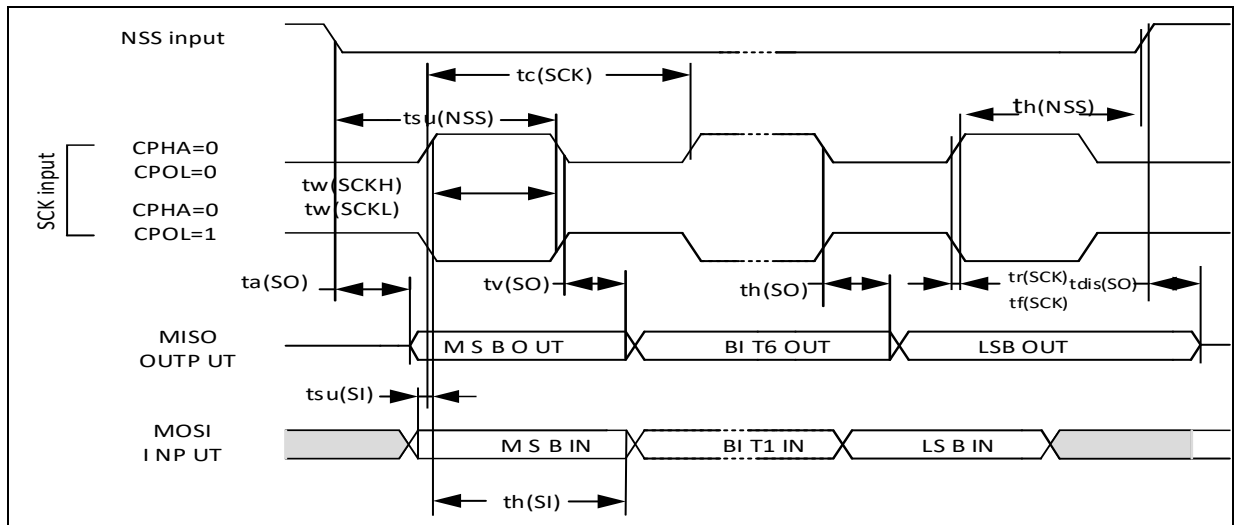 NSS input
tc(SCK)
tsu(NSS)
th(NSS)
SCK input
CPHA=0
CPOL=0
CPHA=0
CPOL=1
tw(SCKH)
tw(SCKL)
ta(SO)
tv(SO)
th(SO)
tr(SCK)
tf(SCK)
tdis(SO)
MISO
OUTP UT
M S B O UT
BI T6 OUT
LSB OUT
tsu(SI)
MOSI
I NP UT
M S B IN
BI T1 IN
LS B IN
th(SI)